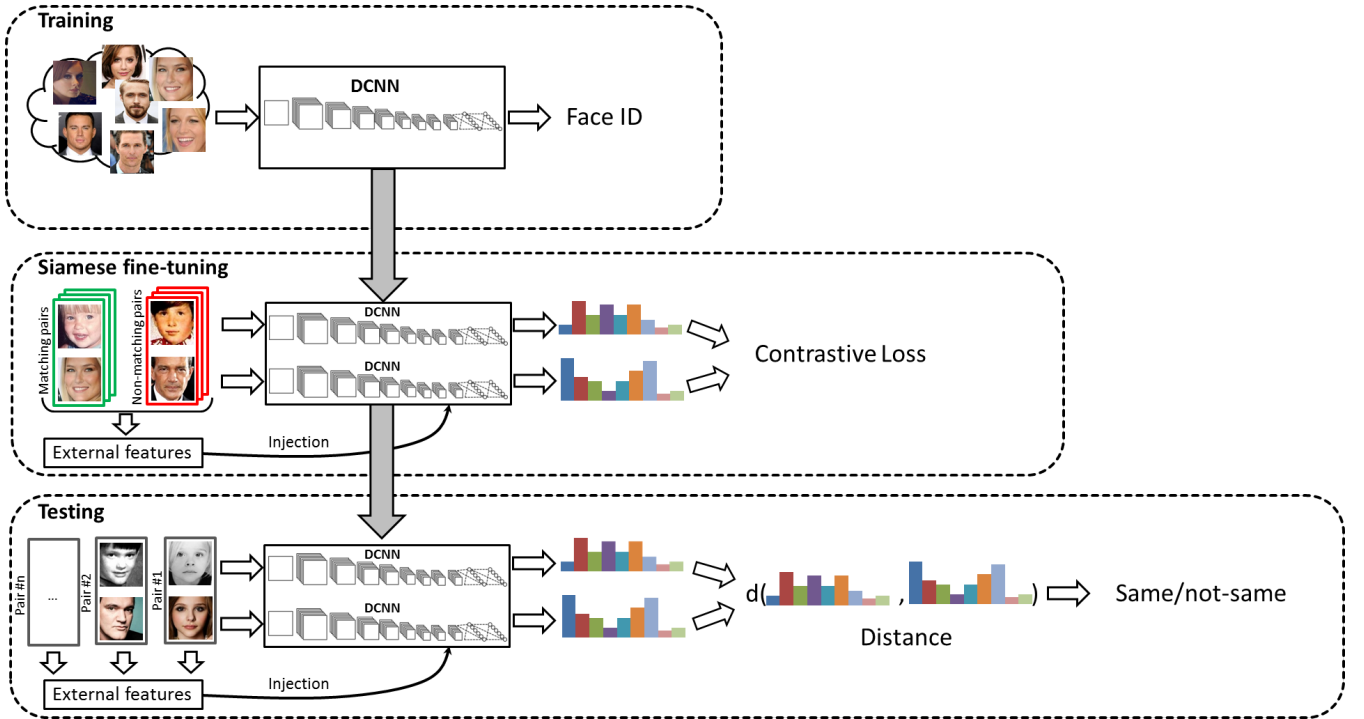 Training
DCNN
Face ID
Siamese fine-tuning
Matching pairs
Non-matching pairs
DCNN
DCNN
Contrastive Loss
External features
Injection
Testing
Pair #n
...
Pair #2
Pair #1
DCNN
DCNN
d( , )
Distance
Same/not-same
External features
Injection